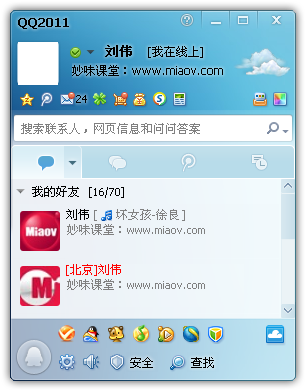 QQ2011
刘伟 [我在线上]
妙味课堂：www.miaov.com
24
搜索联系人，网页信息和问问答案
我的好友 [16/70]
刘伟 [坏女孩-徐良]
妙味课堂：www.miaov.com
Miaov
[北京]刘伟
妙味课堂：www.miaov.com
M
安全 查找